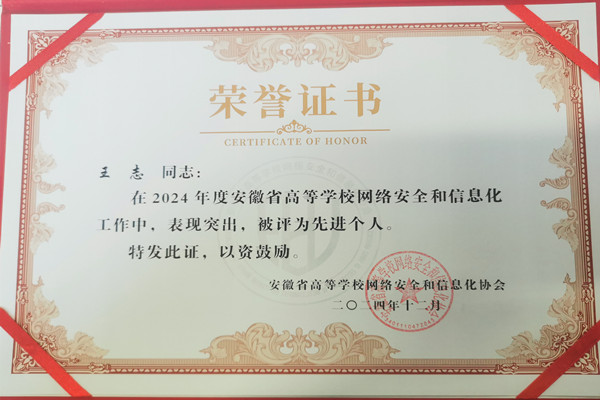 荣誉证书
CERTIFICATE OF HONOR
王 志 同志：
在2024年度安徽省高等学校网络安全和信息化
工作中，表现突出，被评为先进个人。
特发此证，以资鼓励。
安徽省高等学校网络安全和信息化协会
二〇二四年十二月